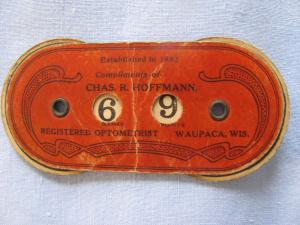 Established in 1882
Compliments of
CHAS. R. HOFFMANN,
6 9
REGISTERED OPTOMETRIST WAUPACA, WIS.